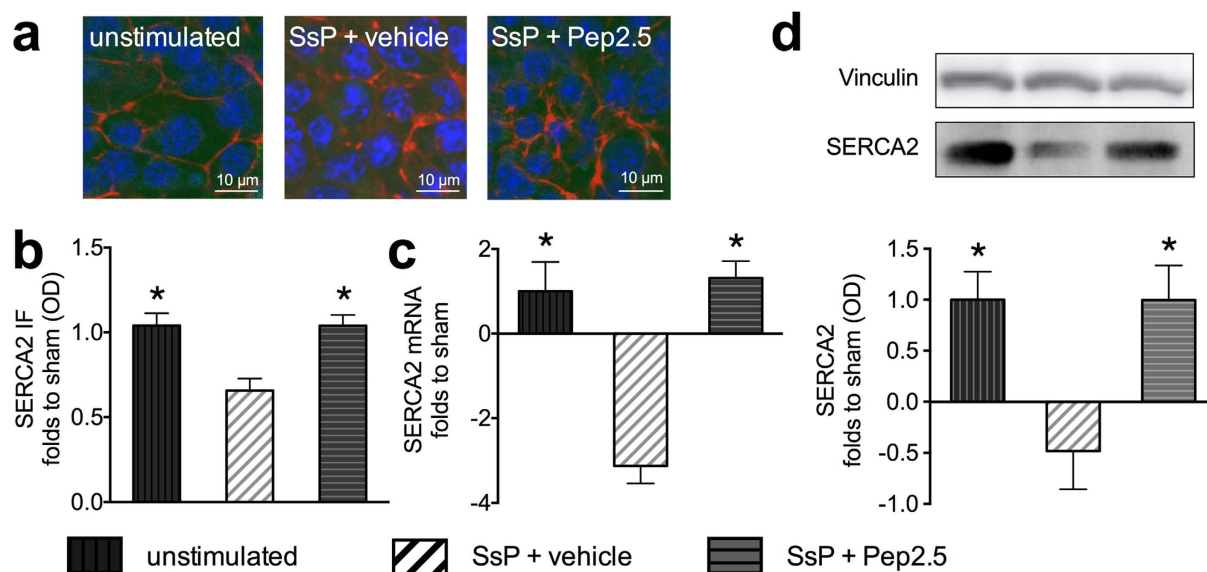 a
unstimulated
SsP + vehicle
SsP + Pep2.5
10 µm
10 µm
10 µm
d
Vinculin
SERCA2
b
SERCA2 IF
folds to sham (OD)
1.5
1.0
0.5
0.0
*
*
c
SERCA2 mRNA
folds to sham
2
0
-2
-4
*
*
SERCA2
folds to sham (OD)
1.5
1.0
0.5
0.0
-0.5
-1.0
*
*
unstimulated
SsP + vehicle
SsP + Pep2.5